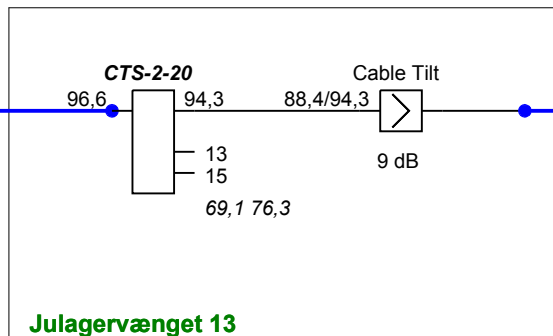 CTS-2-20 Cable Tilt
96,6 94,3 88,4/94,3
13
15 9 dB
69,1 76,3
Julagervænget 13